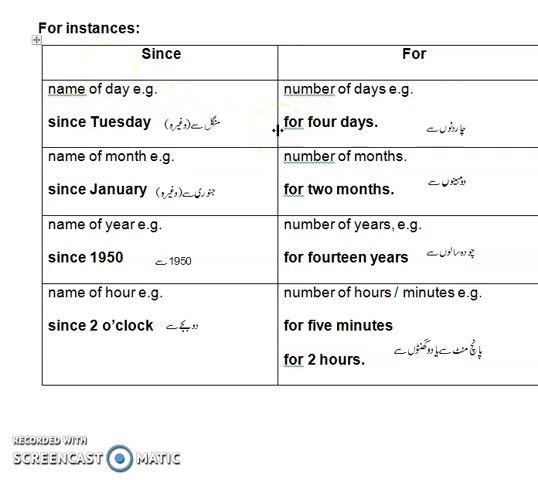 For instances:
Since
For
name of day e.g.
number of days e.g.
since Tuesday منگل سے (وغیرہ)
for four days. چار دنوں سے
name of month e.g.
number of months.
since January جنوری سے (وغیرہ)
for two months. دو مہینوں سے
name of year e.g.
number of years, e.g.
since 1950 1950 سے
for fourteen years چودہ سالوں سے
name of hour e.g.
number of hours / minutes e.g.
since 2 o’clock دو بجے سے
for five minutes
for 2 hours. پانچ منٹ سے یا دو گھنٹوں سے
RECORDED WITH
SCREENCAST MATIC